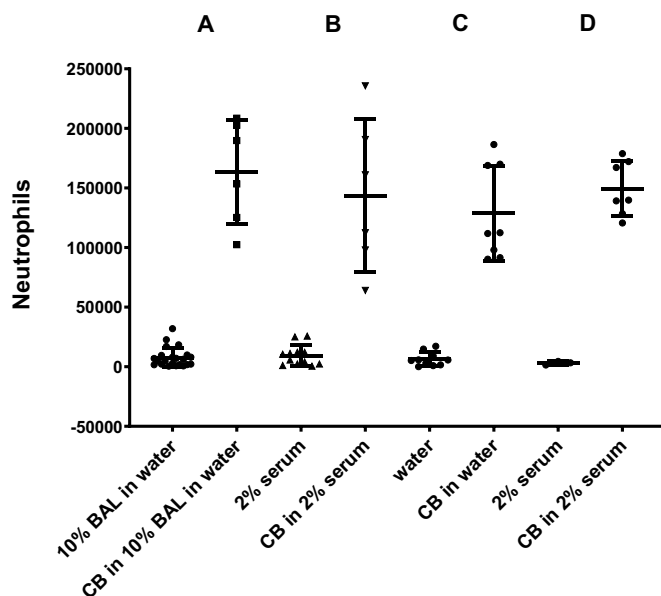 A B C D
250000
200000
150000
100000
50000
0
-50000
Neutrophils
10% BAL in water
CB in 10% BAL in water
2% serum
CB in 2% serum
water
CB in water
2% serum
CB in 2% serum